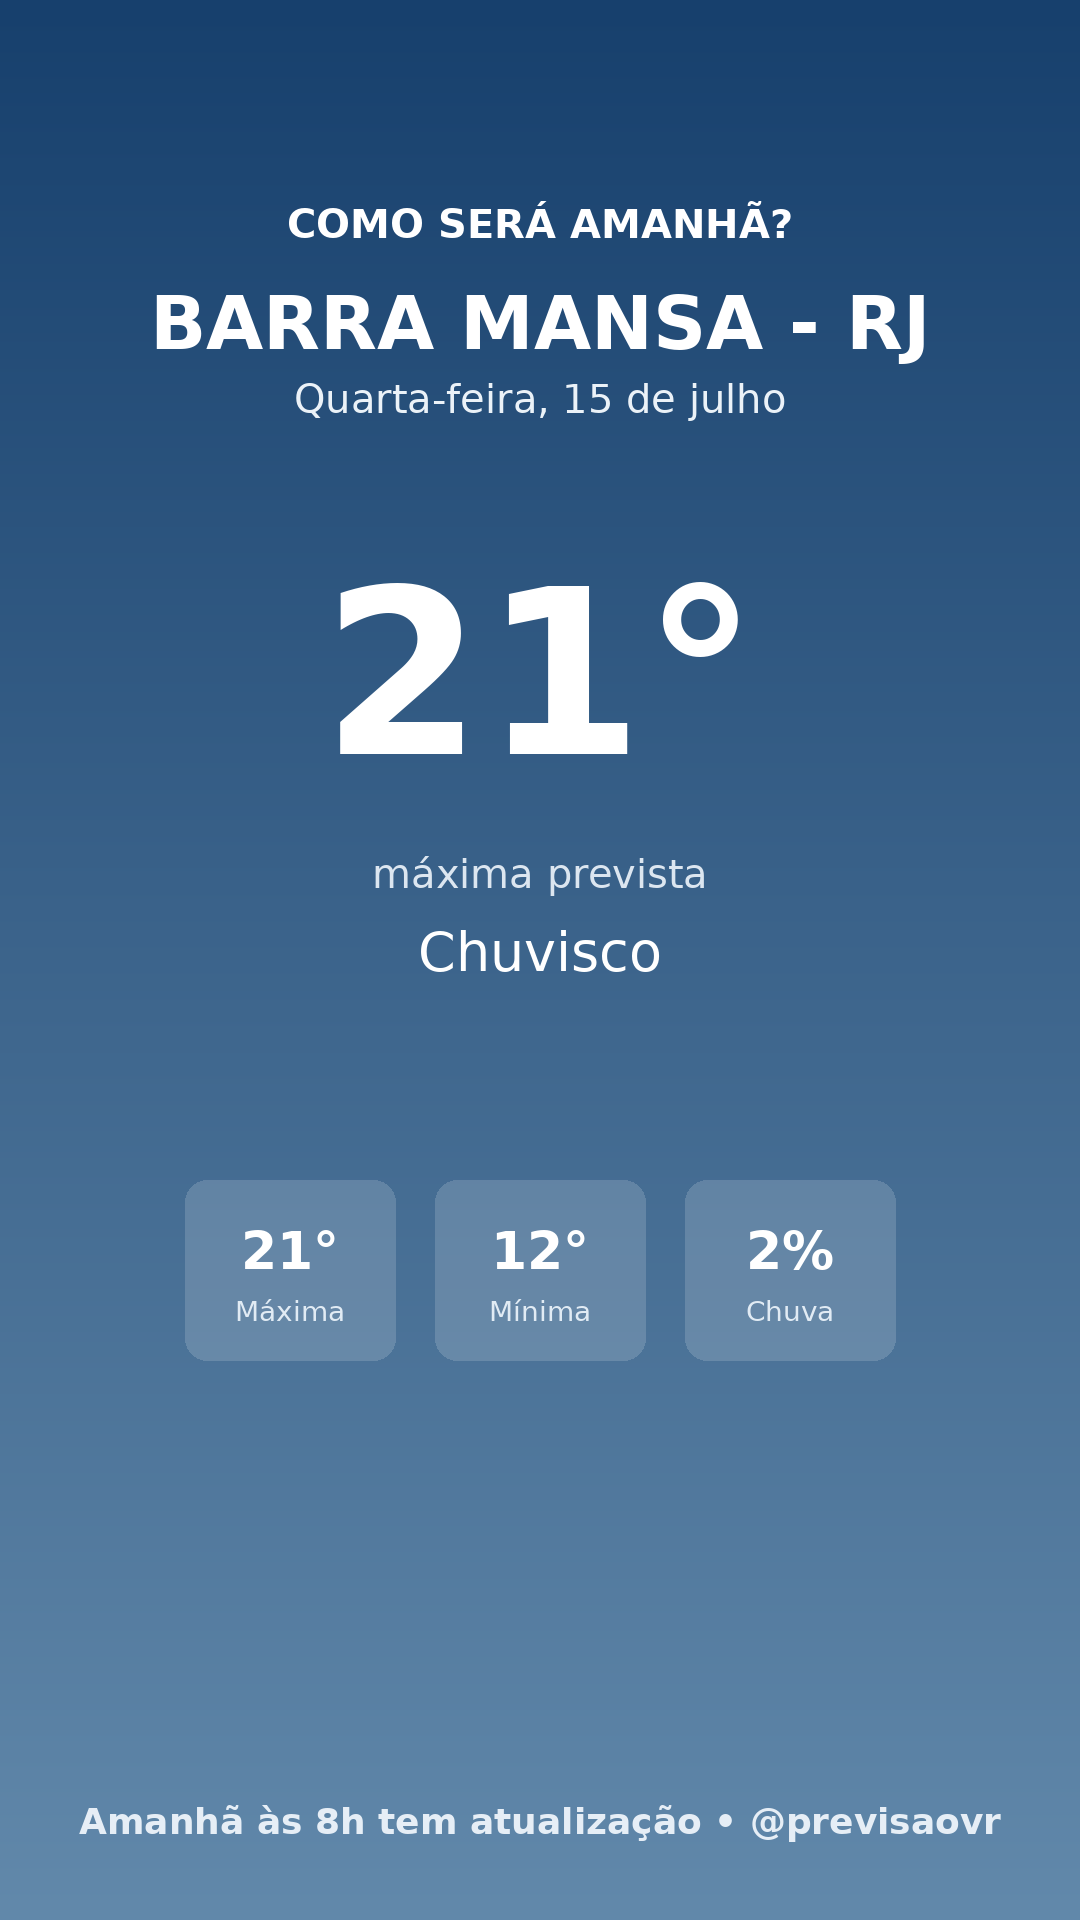 COMO SERÁ AMANHÃ?
BARRA MANSA - RJ
Quarta-feira, 15 de julho
21°
máxima prevista
Chuvisco
21° 12° 2%
Máxima Mínima Chuva
Amanhã às 8h tem atualização • @previsaovr